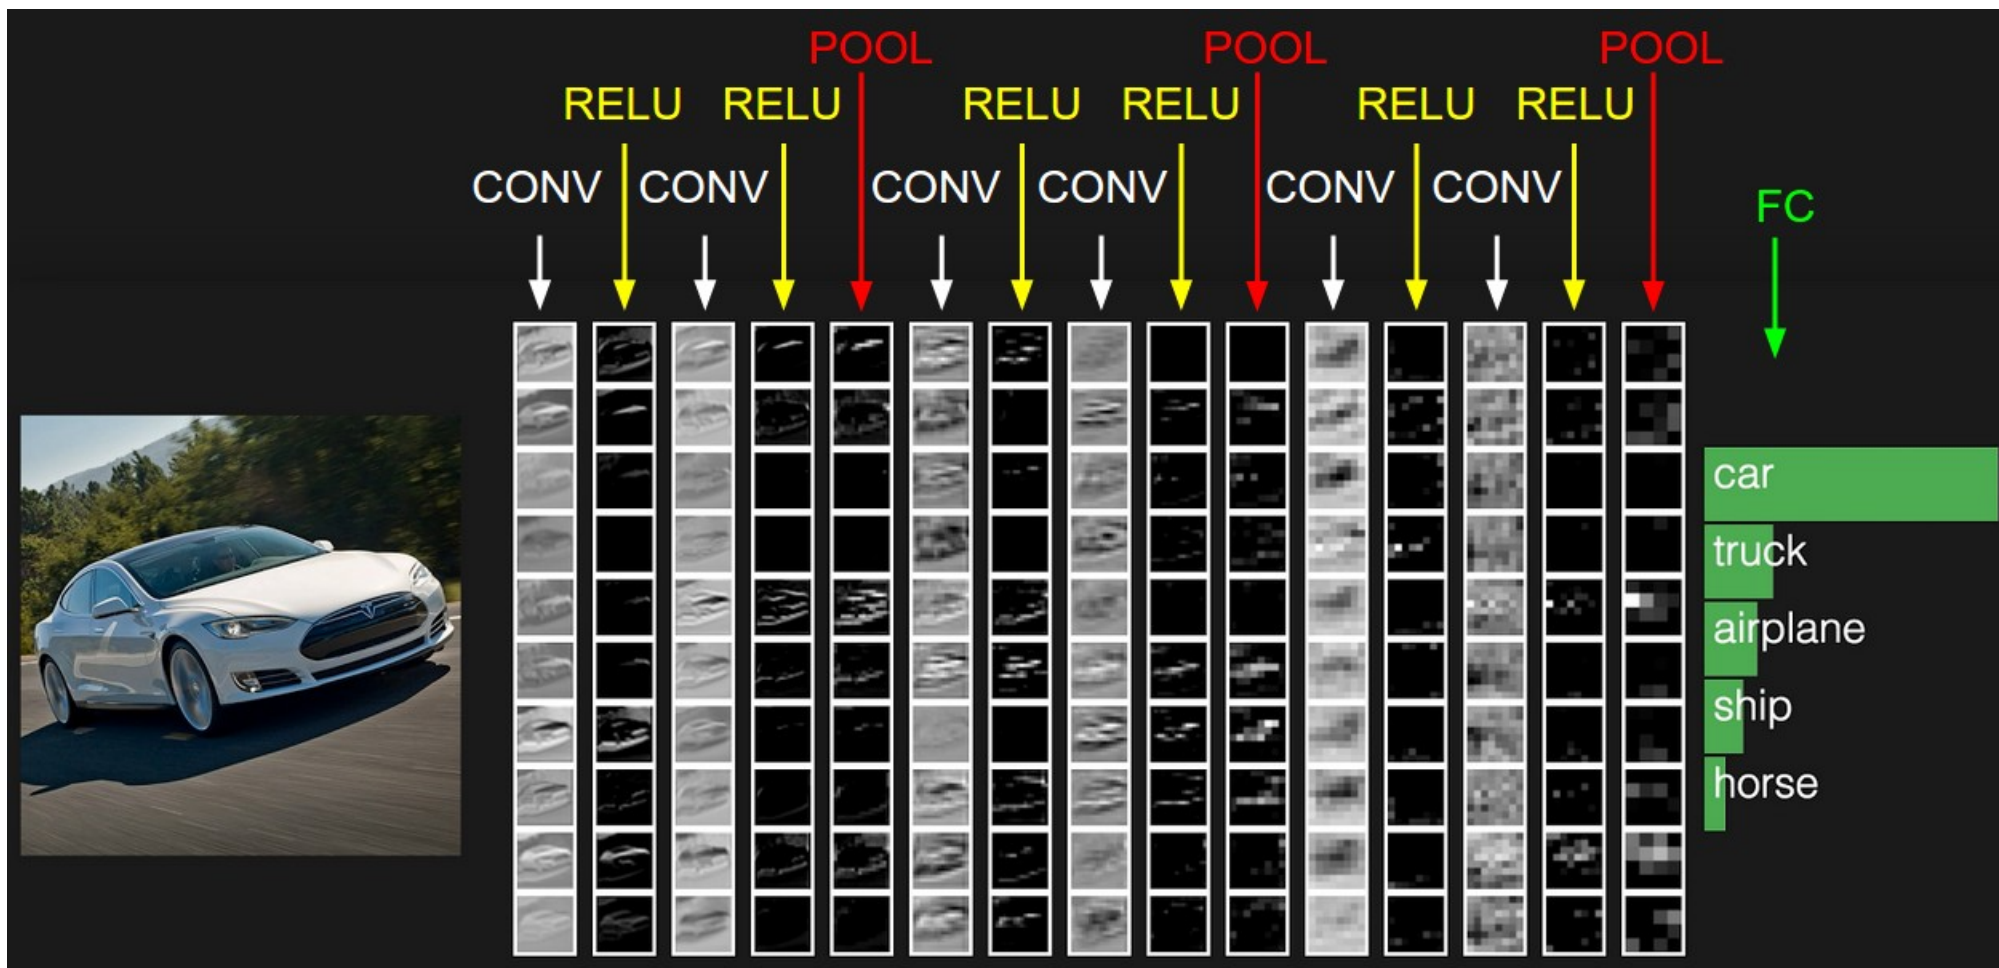 POOL POOL POOL
RELU RELU RELU RELU RELU RELU
CONV CONV CONV CONV CONV CONV
FC
car
truck
airplane
ship
horse